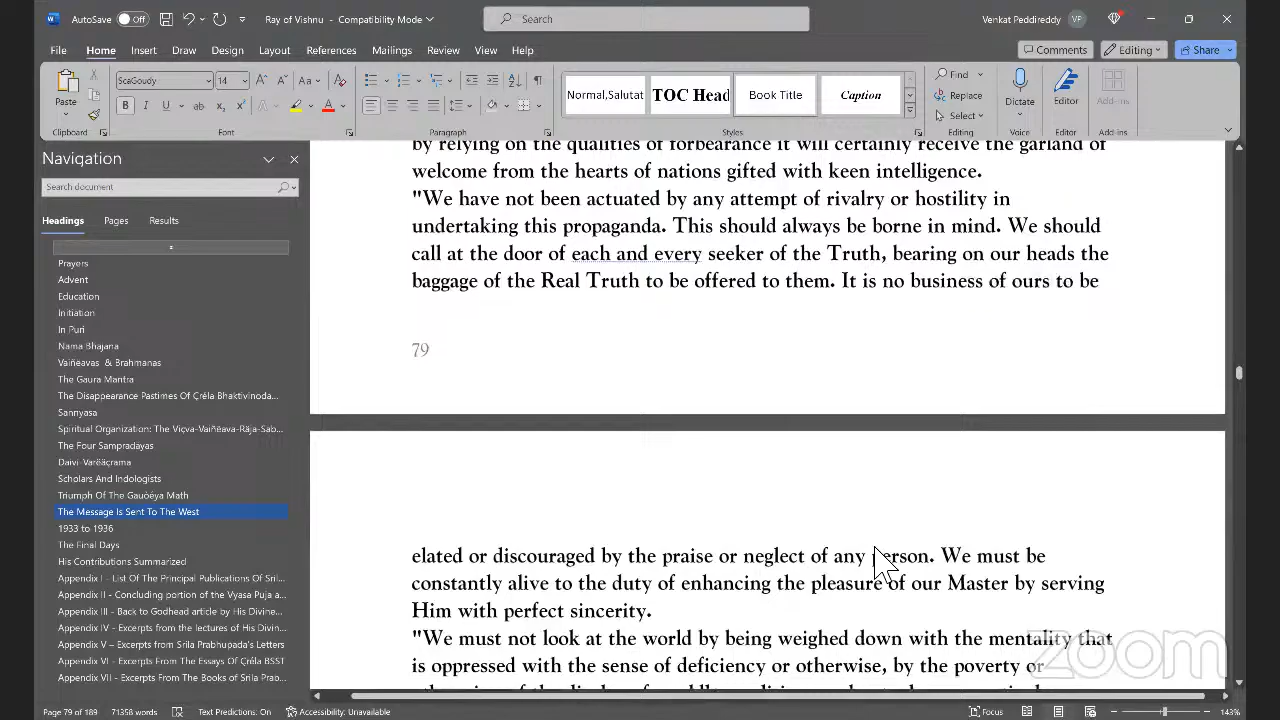 AutoSave Off Ray of Vishnu - Compatibility Mode Search Venkat Peddireddy VP
File Home Insert Draw Design Layout References Mailings Review View Help Comments Editing Share
Paste ScaGoudy 14 Normal,Salutat TOC Head Book Title Caption Find Replace Select Dictate Editor Add-ins
Clipboard Font Paragraph Styles Editing Voice Editor Add-ins
Navigation
Search document
Headings Pages Results
Prayers
Advent
Education
Initiation
In Puri
Nama Bhajana
Vaiñëavas & Brahmanas
The Gaura Mantra
The Disappearance Pastimes Of Çréla Bhaktivinoda...
Sannyasa
Spiritual Organization: The Viçva-Vaiñëava-Räja-Sab...
The Four Sampradayas
Daivi-Varëäçrama
Scholars And Indologists
Triumph Of The Gauòéya Math
The Message Is Sent To The West
1933 to 1936
The Final Days
His Contributions Summarized
Appendix I - List Of The Principal Publications Of Sril...
Appendix II - Concluding portion of the Vyasa Puja a...
Appendix III - Back to Godhead article by His Divine...
Appendix IV - Excerpts from the lectures of His Divin...
Appendix V – Excerpts from Srila Prabhupada's Letters
Appendix VI - Excerpts From The Essays Of Çréla BSST
Appendix VII - Excerpts From The Books of Srila Prab...
by relying on the qualities of forbearance it will certainly receive the garland of
welcome from the hearts of nations gifted with keen intelligence.
"We have not been actuated by any attempt of rivalry or hostility in
undertaking this propaganda. This should always be borne in mind. We should
call at the door of each and every seeker of the Truth, bearing on our heads the
baggage of the Real Truth to be offered to them. It is no business of ours to be
79
elated or discouraged by the praise or neglect of any person. We must be
constantly alive to the duty of enhancing the pleasure of our Master by serving
Him with perfect sincerity.
"We must not look at the world by being weighed down with the mentality that
is oppressed with the sense of deficiency or otherwise, by the poverty or
zoom
Page 79 of 189 71358 words Text Predictions: On Accessibility: Unavailable Focus 143%